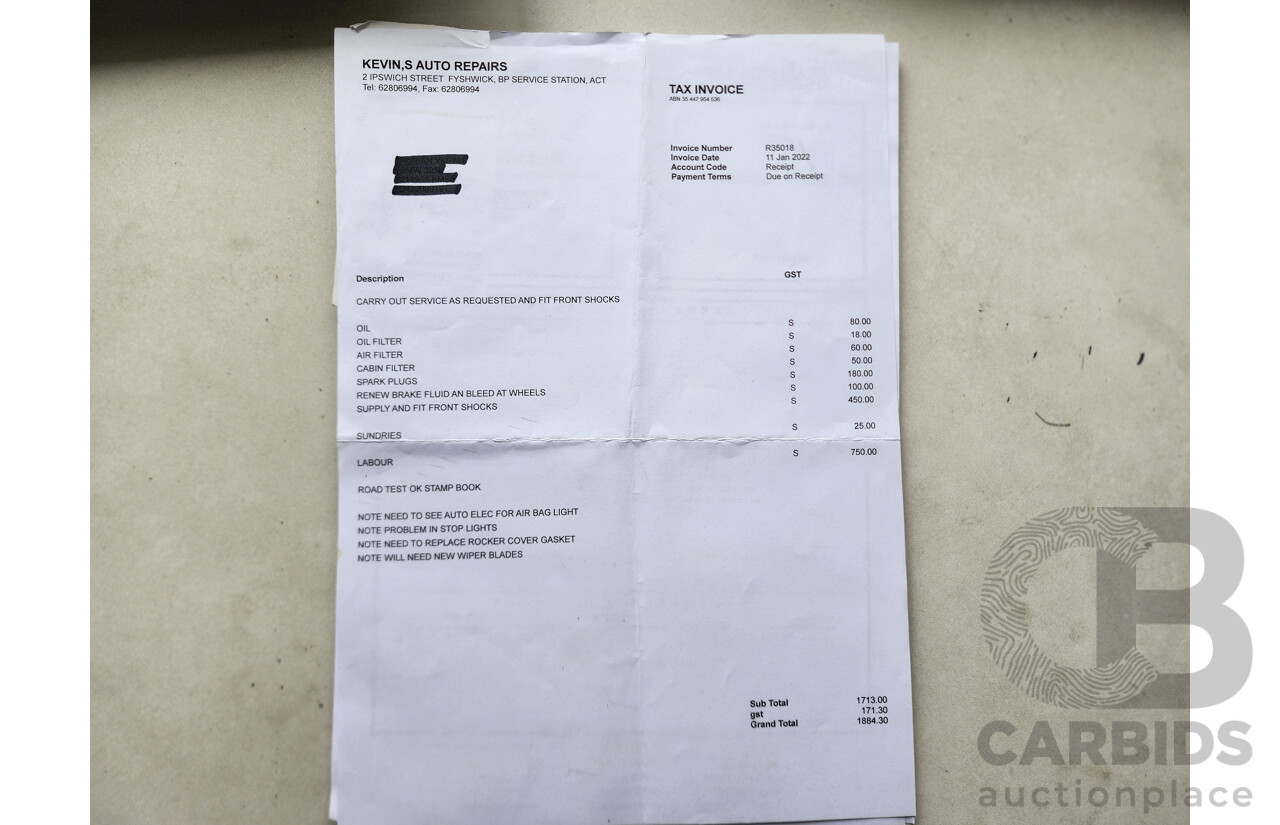 KEVIN,S AUTO REPAIRS
2 IPSWICH STREET FYSHWICK, BP SERVICE STATION, ACT
Tel: 62806994, Fax: 62806994
TAX INVOICE
ABN 35 447 954 536
Invoice Number R35018
Invoice Date 11 Jan 2022
Account Code Receipt
Payment Terms Due on Receipt
Description GST
CARRY OUT SERVICE AS REQUESTED AND FIT FRONT SHOCKS
OIL S 80.00
OIL FILTER S 18.00
AIR FILTER S 60.00
CABIN FILTER S 50.00
SPARK PLUGS S 180.00
RENEW BRAKE FLUID AN BLEED AT WHEELS S 100.00
SUPPLY AND FIT FRONT SHOCKS S 450.00
SUNDRIES S 25.00
LABOUR S 750.00
ROAD TEST OK STAMP BOOK
NOTE NEED TO SEE AUTO ELEC FOR AIR BAG LIGHT
NOTE PROBLEM IN STOP LIGHTS
NOTE NEED TO REPLACE ROCKER COVER GASKET
NOTE WILL NEED NEW WIPER BLADES
Sub Total 1713.00
gst 171.30
Grand Total 1884.30
CB
CARBIDS
auctionplace